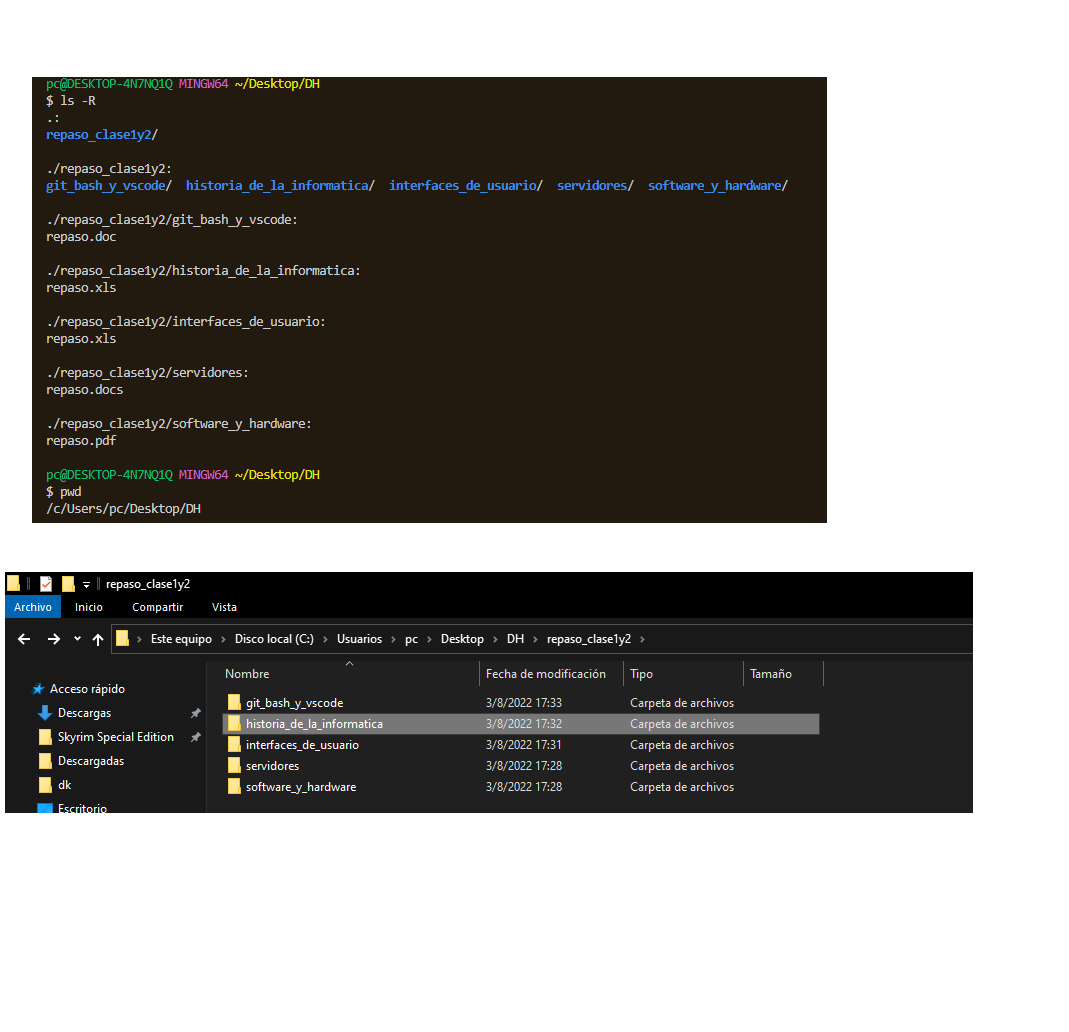 pc@DESKTOP-4N7NQ1Q MINGW64 ~/Desktop/DH
$ ls -R
.:
repaso_clase1y2/
./repaso_clase1y2:
git_bash_y_vscode/  historia_de_la_informatica/  interfaces_de_usuario/  servidores/  software_y_hardware/
./repaso_clase1y2/git_bash_y_vscode:
repaso.doc
./repaso_clase1y2/historia_de_la_informatica:
repaso.xls
./repaso_clase1y2/interfaces_de_usuario:
repaso.xls
./repaso_clase1y2/servidores:
repaso.docs
./repaso_clase1y2/software_y_hardware:
repaso.pdf
pc@DESKTOP-4N7NQ1Q MINGW64 ~/Desktop/DH
$ pwd
/c/Users/pc/Desktop/DH
repaso_clase1y2
Archivo Inicio Compartir Vista
Este equipo > Disco local (C:) > Usuarios > pc > Desktop > DH > repaso_clase1y2 >
Acceso rápido
Descargas
Skyrim Special Edition
Descargadas
dk
Escritorio
Nombre Fecha de modificación Tipo Tamaño
git_bash_y_vscode 3/8/2022 17:33 Carpeta de archivos
historia_de_la_informatica 3/8/2022 17:32 Carpeta de archivos
interfaces_de_usuario 3/8/2022 17:31 Carpeta de archivos
servidores 3/8/2022 17:28 Carpeta de archivos
software_y_hardware 3/8/2022 17:28 Carpeta de archivos